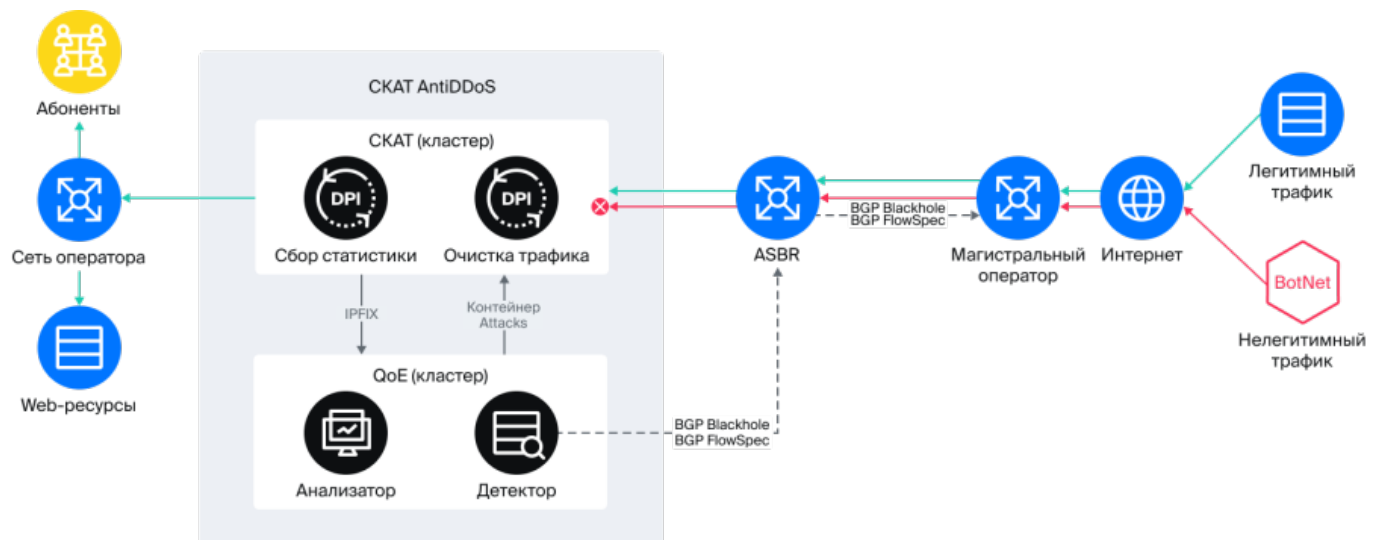 Абоненты
Сеть оператора
Web-ресурсы
СКАТ AntiDDoS
СКАТ (кластер)
DPI
DPI
Сбор статистики
Очистка трафика
IPFIX
Контейнер
Attacks
QoE (кластер)
Анализатор
Детектор
BGP Blackhole
BGP FlowSpec
ASBR
BGP Blackhole
BGP FlowSpec
Магистральный
оператор
Интернет
Легитимный
трафик
BotNet
Нелегитимный
трафик